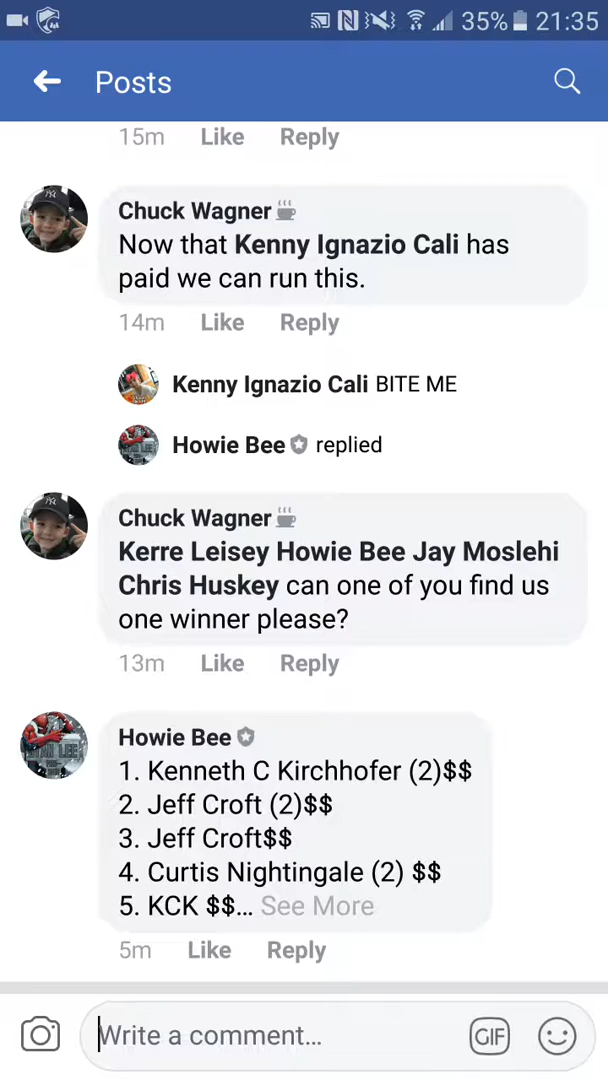 35% 21:35
Posts
15m Like Reply
Chuck Wagner
Now that Kenny Ignazio Cali has
paid we can run this.
14m Like Reply
Kenny Ignazio Cali BITE ME
Howie Bee replied
Chuck Wagner
Kerre Leisey Howie Bee Jay Moslehi
Chris Huskey can one of you find us
one winner please?
13m Like Reply
Howie Bee
1. Kenneth C Kirchhofer (2)$$
2. Jeff Croft (2)$$
3. Jeff Croft$$
4. Curtis Nightingale (2) $$
5. KCK $$... See More
5m Like Reply
Write a comment...
GIF